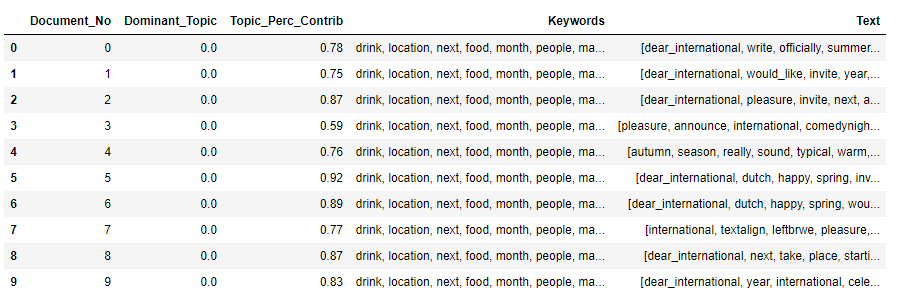 Document_No Dominant_Topic Topic_Perc_Contrib Keywords Text
0 0 0.0 0.78 drink, location, next, food, month, people, ma... [dear_international, write, officially, summer...
1 1 0.0 0.75 drink, location, next, food, month, people, ma... [dear_international, would_like, invite, year,...
2 2 0.0 0.87 drink, location, next, food, month, people, ma... [dear_international, pleasure, invite, next, a...
3 3 0.0 0.59 drink, location, next, food, month, people, ma... [pleasure, announce, international, comedynigh...
4 4 0.0 0.76 drink, location, next, food, month, people, ma... [autumn, season, really, sound, typical, warm,...
5 5 0.0 0.92 drink, location, next, food, month, people, ma... [dear_international, dutch, happy, spring, inv...
6 6 0.0 0.89 drink, location, next, food, month, people, ma... [dear_international, dutch, happy, spring, wou...
7 7 0.0 0.77 drink, location, next, food, month, people, ma... [international, textalign, leftbrwe, pleasure,...
8 8 0.0 0.87 drink, location, next, food, month, people, ma... [dear_international, next, take, place, starti...
9 9 0.0 0.83 drink, location, next, food, month, people, ma... [dear_international, year, international, cele...